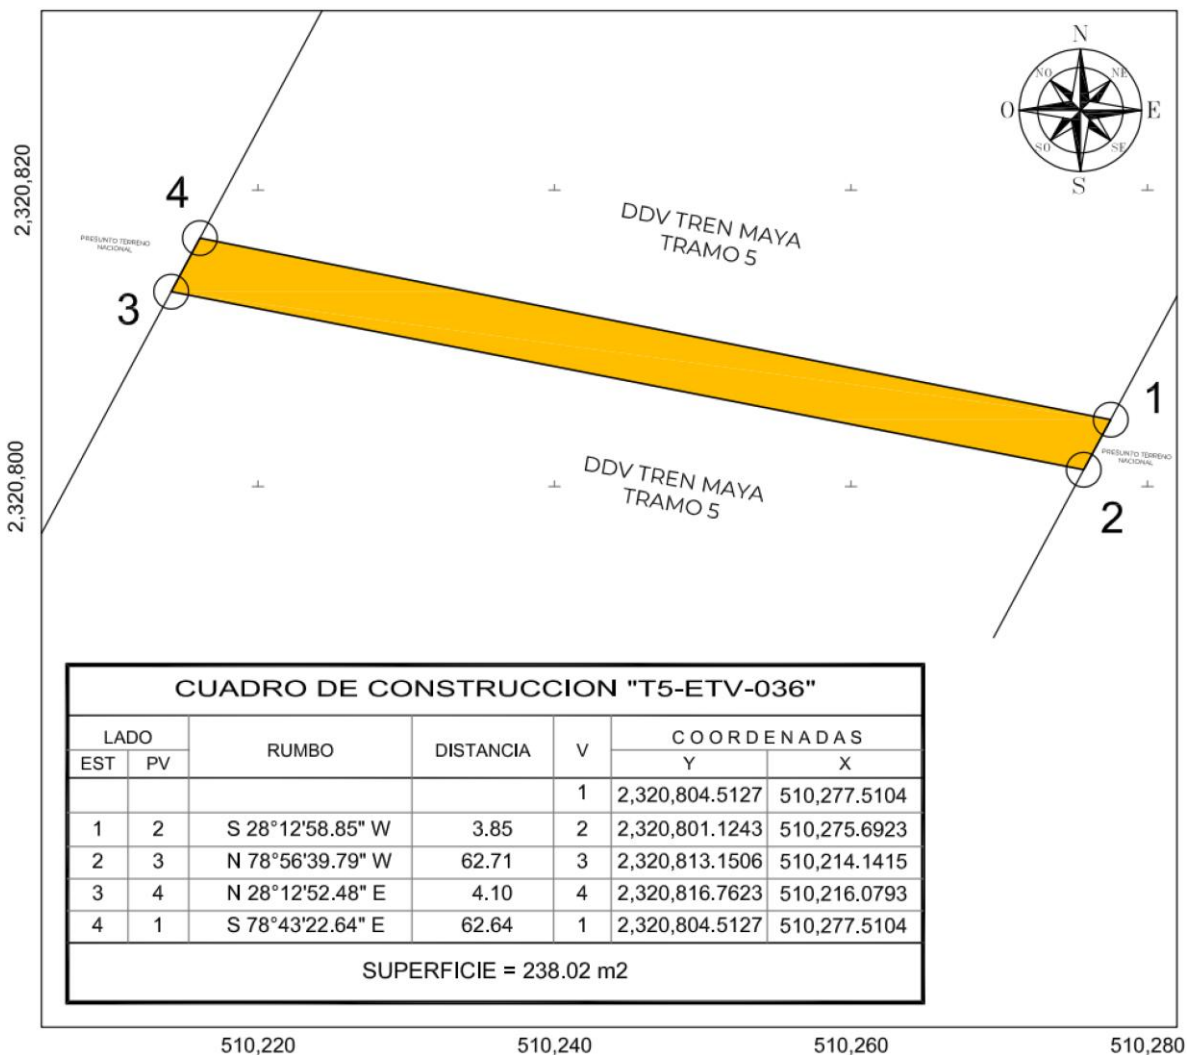 N
NO
NE
O
E
SO
SE
S
2,320,820
4
PRESUNTO TERRENO
NACIONAL
DDV TREN MAYA
TRAMO 5
3
1
PRESUNTO TERRENO
NACIONAL
2,320,800
DDV TREN MAYA
TRAMO 5
2
CUADRO DE CONSTRUCCION "T5-ETV-036"
LADO RUMBO DISTANCIA V COORDENADAS
EST PV Y X
1 2,320,804.5127 510,277.5104
1 2 S 28°12'58.85" W 3.85 2 2,320,801.1243 510,275.6923
2 3 N 78°56'39.79" W 62.71 3 2,320,813.1506 510,214.1415
3 4 N 28°12'52.48" E 4.10 4 2,320,816.7623 510,216.0793
4 1 S 78°43'22.64" E 62.64 1 2,320,804.5127 510,277.5104
SUPERFICIE = 238.02 m2
510,220 510,240 510,260 510,280